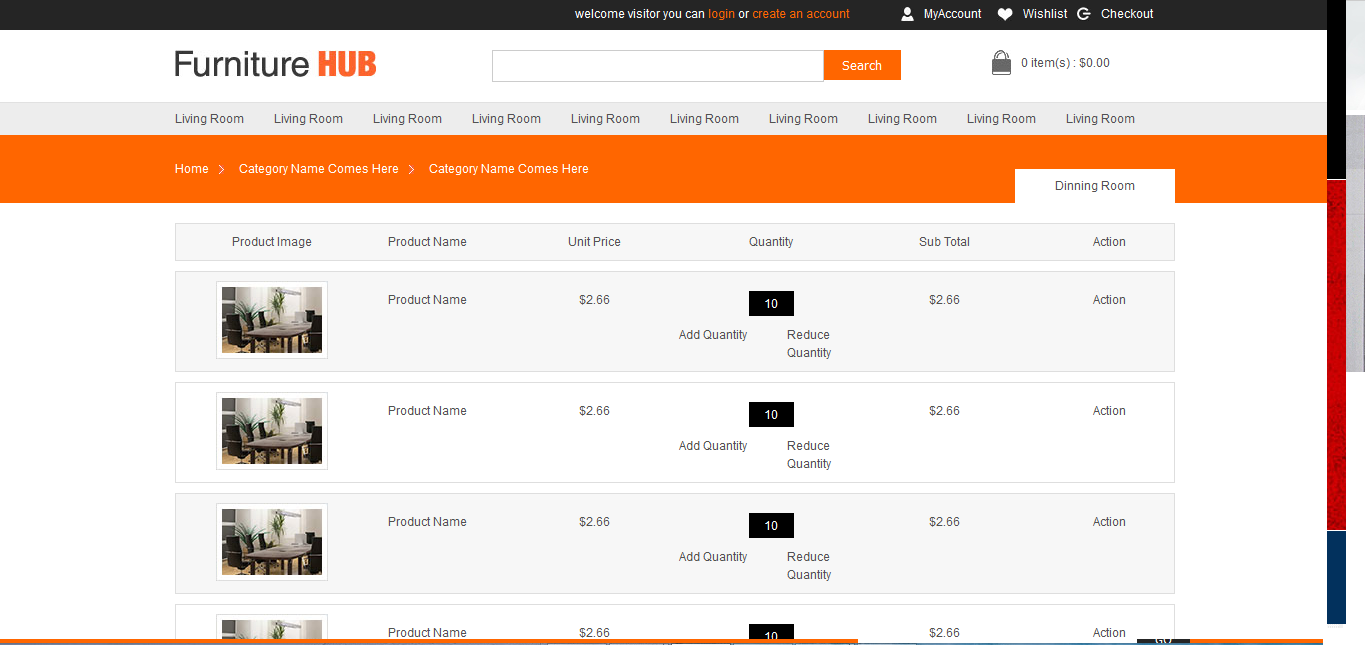 welcome visitor you can login or create an account MyAccount Wishlist Checkout
Furniture HUB Search 0 item(s) : $0.00
Living Room Living Room Living Room Living Room Living Room Living Room Living Room Living Room Living Room Living Room
Home Category Name Comes Here Category Name Comes Here
Dinning Room
Product Image Product Name Unit Price Quantity Sub Total Action
Product Name $2.66 10 $2.66 Action
Add Quantity Reduce
Quantity
Product Name $2.66 10 $2.66 Action
Add Quantity Reduce
Quantity
Product Name $2.66 10 $2.66 Action
Add Quantity Reduce
Quantity
Product Name $2.66 10 $2.66 Action